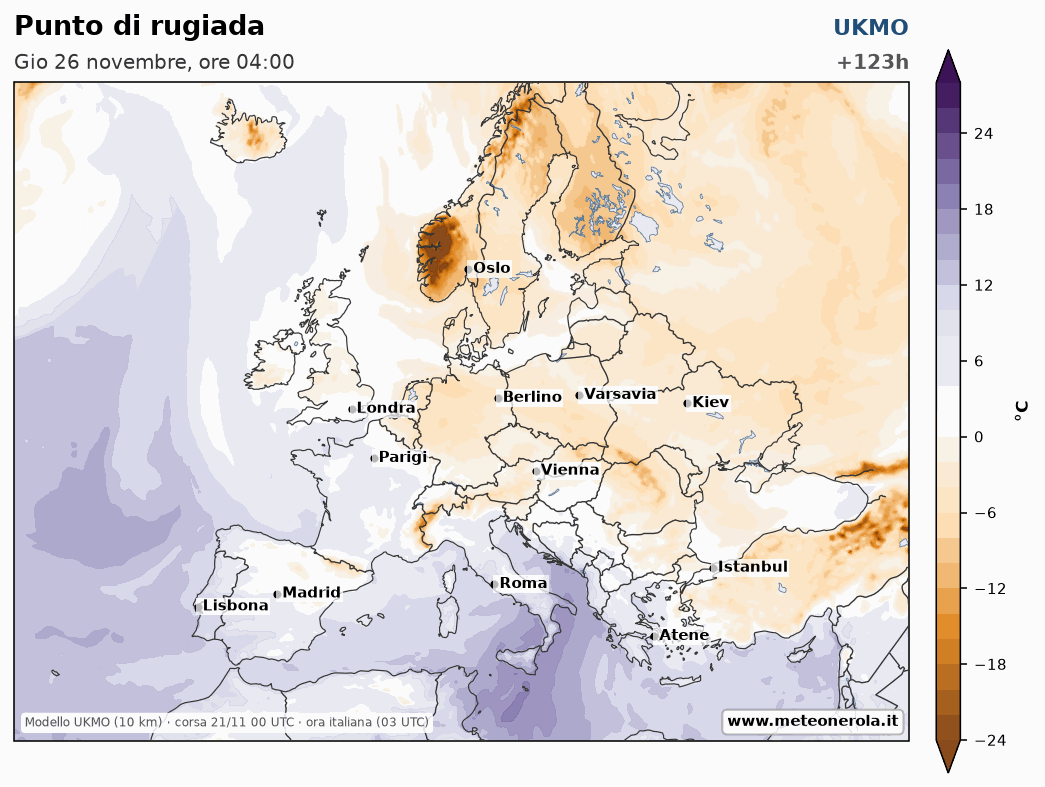 Punto di rugiada
UKMO
Gio 26 novembre, ore 04:00
+123h
Oslo
Londra
Berlino
Varsavia
Kiev
Parigi
Vienna
Istanbul
Roma
Madrid
Lisbona
Atene
Modello UKMO (10 km) · corsa 21/11 00 UTC · ora italiana (03 UTC)
www.meteonerola.it
24
18
12
6
0
−6
−12
−18
−24
°C